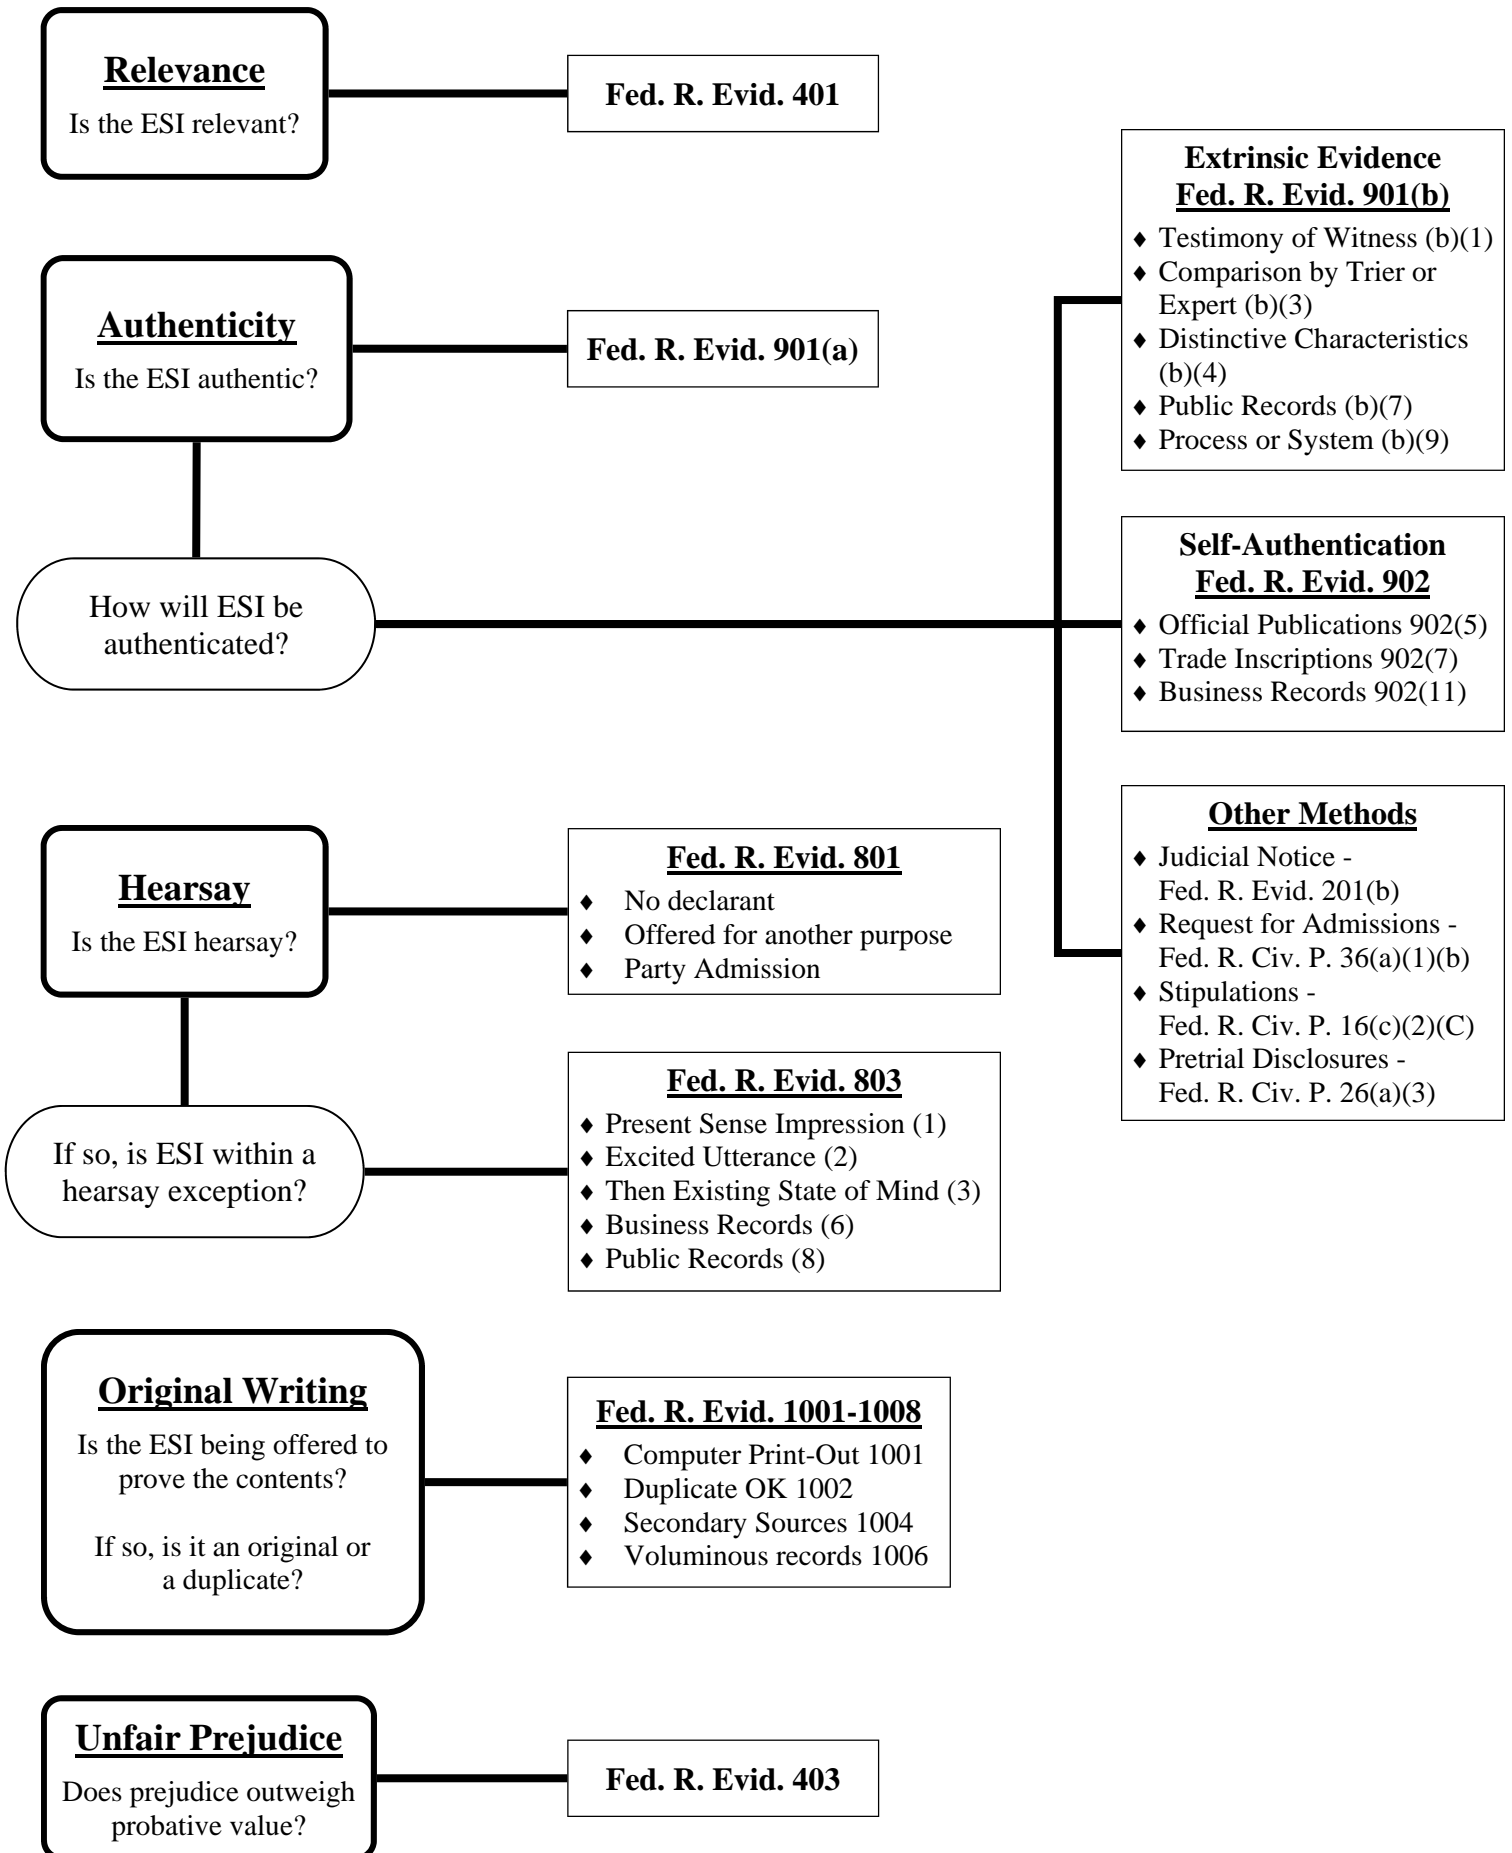 Relevance
Is the ESI relevant?
Fed. R. Evid. 401
Authenticity
Is the ESI authentic?
Fed. R. Evid. 901(a)
How will ESI be
authenticated?
Extrinsic Evidence
Fed. R. Evid. 901(b)
♦ Testimony of Witness (b)(1)
♦ Comparison by Trier or
Expert (b)(3)
♦ Distinctive Characteristics
(b)(4)
♦ Public Records (b)(7)
♦ Process or System (b)(9)
Self-Authentication
Fed. R. Evid. 902
♦ Official Publications 902(5)
♦ Trade Inscriptions 902(7)
♦ Business Records 902(11)
Other Methods
♦ Judicial Notice -
Fed. R. Evid. 201(b)
♦ Request for Admissions -
Fed. R. Civ. P. 36(a)(1)(b)
♦ Stipulations -
Fed. R. Civ. P. 16(c)(2)(C)
♦ Pretrial Disclosures -
Fed. R. Civ. P. 26(a)(3)
Hearsay
Is the ESI hearsay?
Fed. R. Evid. 801
♦ No declarant
♦ Offered for another purpose
♦ Party Admission
If so, is ESI within a
hearsay exception?
Fed. R. Evid. 803
♦ Present Sense Impression (1)
♦ Excited Utterance (2)
♦ Then Existing State of Mind (3)
♦ Business Records (6)
♦ Public Records (8)
Original Writing
Is the ESI being offered to
prove the contents?
If so, is it an original or
a duplicate?
Fed. R. Evid. 1001-1008
♦ Computer Print-Out 1001
♦ Duplicate OK 1002
♦ Secondary Sources 1004
♦ Voluminous records 1006
Unfair Prejudice
Does prejudice outweigh
probative value?
Fed. R. Evid. 403